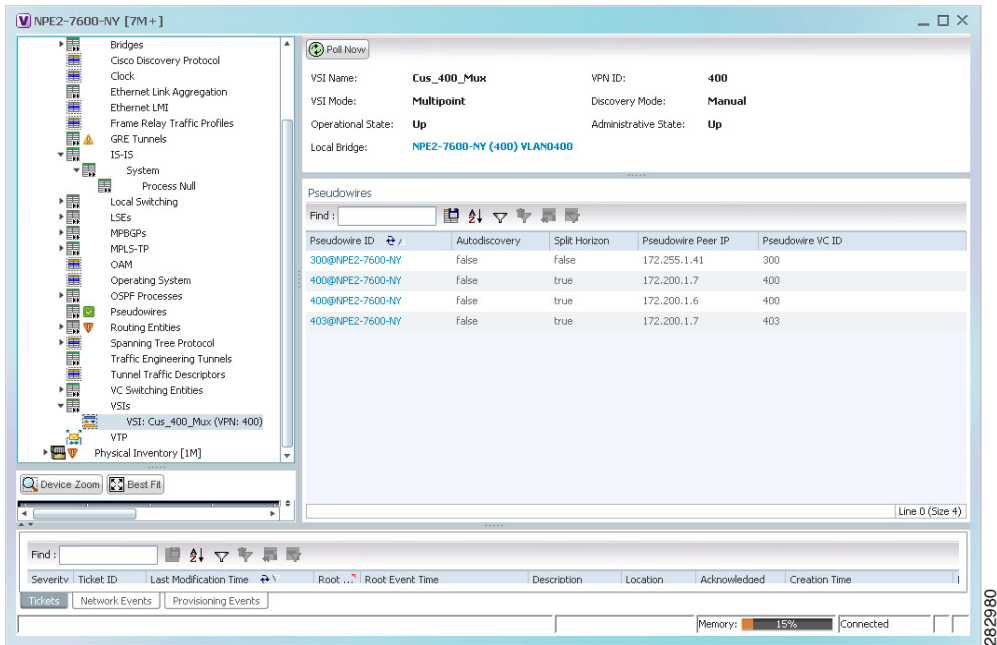 NPE2-7600-NY [7M+]
Bridges
Cisco Discovery Protocol
Clock
Ethernet Link Aggregation
Ethernet LMI
Frame Relay Traffic Profiles
GRE Tunnels
IS-IS
System
Process Null
Local Switching
LSEs
MPBGPs
MPLS-TP
OAM
Operating System
OSPF Processes
Pseudowires
Routing Entities
Spanning Tree Protocol
Traffic Engineering Tunnels
Tunnel Traffic Descriptors
VC Switching Entities
VSIs
VSI: Cus_400_Mux (VPN: 400)
VTP
Physical Inventory [1M]
Device Zoom Best Fit
Poll Now
VSI Name: Cus_400_Mux VPN ID: 400
VSI Mode: Multipoint Discovery Mode: Manual
Operational State: Up Administrative State: Up
Local Bridge: NPE2-7600-NY (400) VLAN0400
Pseudowires
Find :
Pseudowire ID Autodiscovery Split Horizon Pseudowire Peer IP Pseudowire VC ID
300@NPE2-7600-NY false false 172.255.1.41 300
400@NPE2-7600-NY false true 172.200.1.7 400
400@NPE2-7600-NY false true 172.200.1.6 400
403@NPE2-7600-NY false true 172.200.1.7 403
Line 0 (Size 4)
Find :
Severity Ticket ID Last Modification Time Root ... Root Event Time Description Location Acknowledged Creation Time
Tickets Network Events Provisioning Events
Memory: 15% Connected
282980